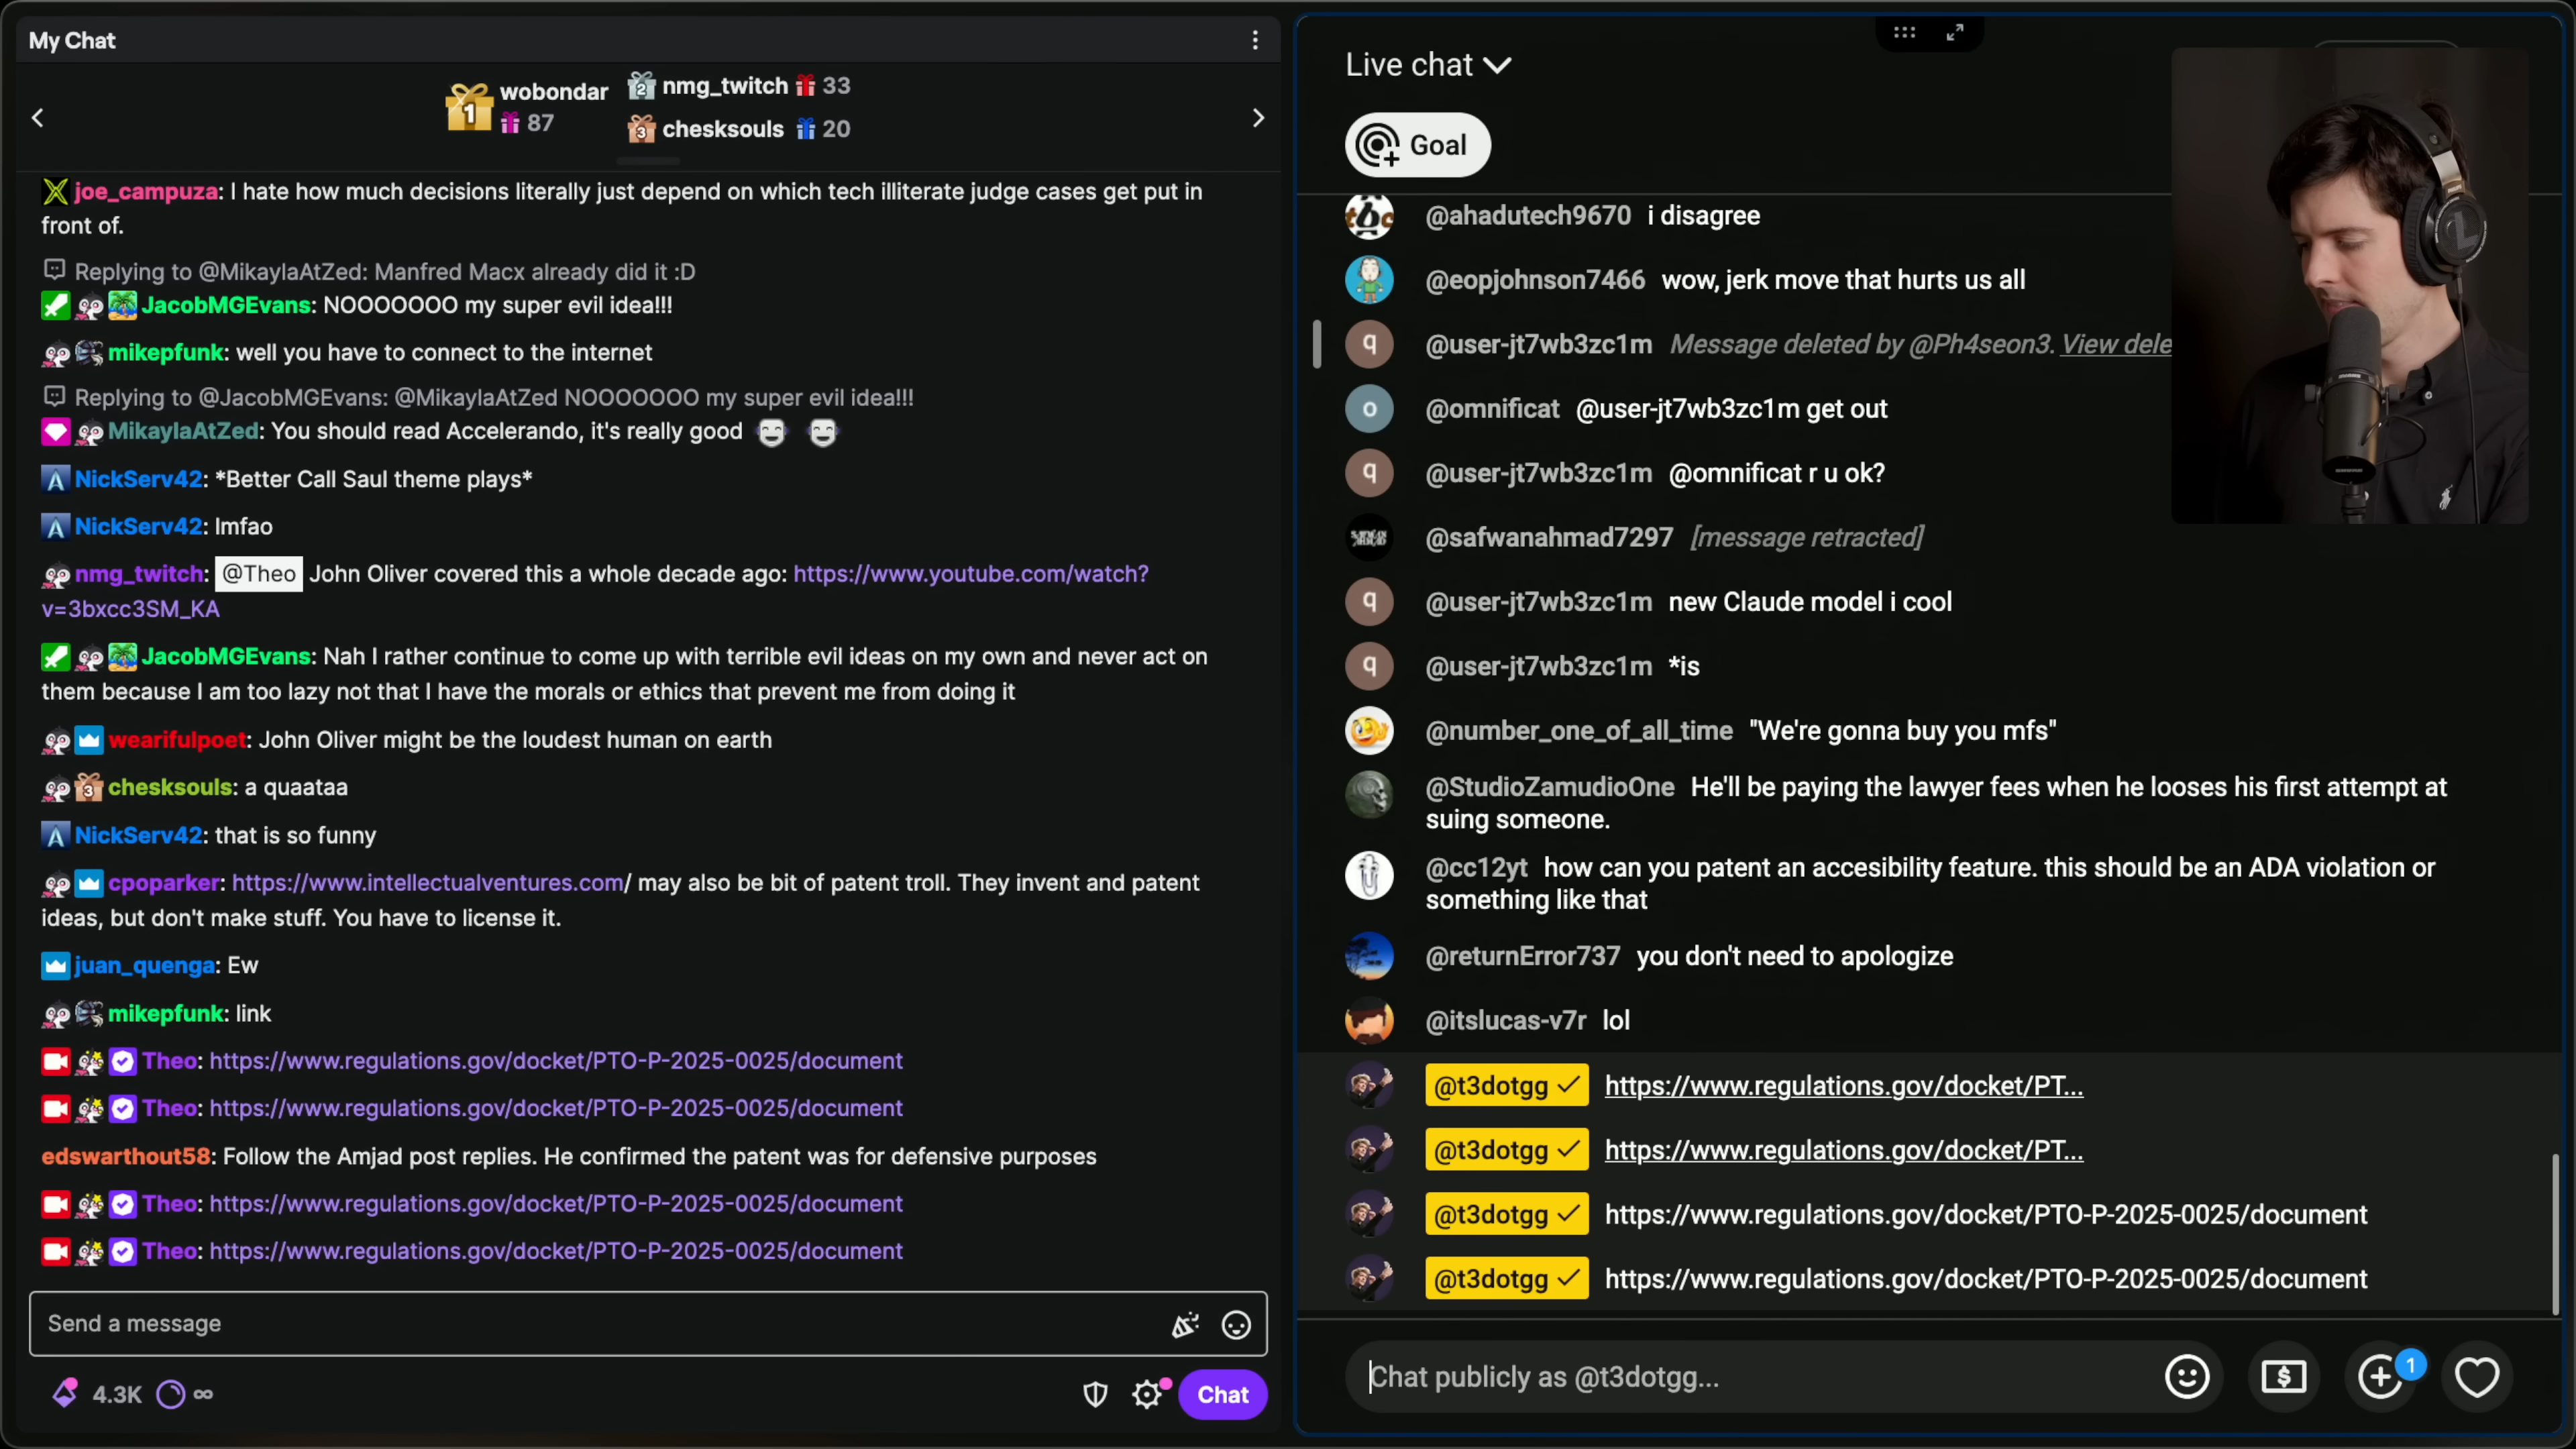 My Chat
wobondar
87
nmg_twitch 33
chesksouls 20
joe_campuza: I hate how much decisions literally just depend on which tech illiterate judge cases get put in
front of.
Replying to @MikaylaAtZed: Manfred Macx already did it :D
JacobMGEvans: NOOOOOOO my super evil idea!!!
mikepfunk: well you have to connect to the internet
Replying to @JacobMGEvans: @MikaylaAtZed NOOOOOOO my super evil idea!!!
MikaylaAtZed: You should read Accelerando, it's really good
NickServ42: *Better Call Saul theme plays*
NickServ42: lmfao
nmg_twitch: @Theo John Oliver covered this a whole decade ago: https://www.youtube.com/watch?
v=3bxcc3SM_KA
JacobMGEvans: Nah I rather continue to come up with terrible evil ideas on my own and never act on
them because I am too lazy not that I have the morals or ethics that prevent me from doing it
wearifulpoet: John Oliver might be the loudest human on earth
chesksouls: a quaataa
NickServ42: that is so funny
cpoparker: https://www.intellectualventures.com/ may also be bit of patent troll. They invent and patent
ideas, but don't make stuff. You have to license it.
juan_quenga: Ew
mikepfunk: link
Theo: https://www.regulations.gov/docket/PTO-P-2025-0025/document
Theo: https://www.regulations.gov/docket/PTO-P-2025-0025/document
edswarthout58: Follow the Amjad post replies. He confirmed the patent was for defensive purposes
Theo: https://www.regulations.gov/docket/PTO-P-2025-0025/document
Theo: https://www.regulations.gov/docket/PTO-P-2025-0025/document
Send a message
4.3K ∞
Chat
Live chat
Goal
@ahadutech9670 i disagree
@eopjohnson7466 wow, jerk move that hurts us all
@user-jt7wb3zc1m Message deleted by @Ph4seon3. View dele
@omnificat @user-jt7wb3zc1m get out
@user-jt7wb3zc1m @omnificat r u ok?
@safwanahmad7297 [message retracted]
@user-jt7wb3zc1m new Claude model i cool
@user-jt7wb3zc1m *is
@number_one_of_all_time "We're gonna buy you mfs"
@StudioZamudioOne He'll be paying the lawyer fees when he looses his first attempt at
suing someone.
@cc12yt how can you patent an accesibility feature. this should be an ADA violation or
something like that
@returnError737 you don't need to apologize
@itslucas-v7r lol
@t3dotgg https://www.regulations.gov/docket/PT...
@t3dotgg https://www.regulations.gov/docket/PT...
@t3dotgg https://www.regulations.gov/docket/PTO-P-2025-0025/document
@t3dotgg https://www.regulations.gov/docket/PTO-P-2025-0025/document
Chat publicly as @t3dotgg...
1